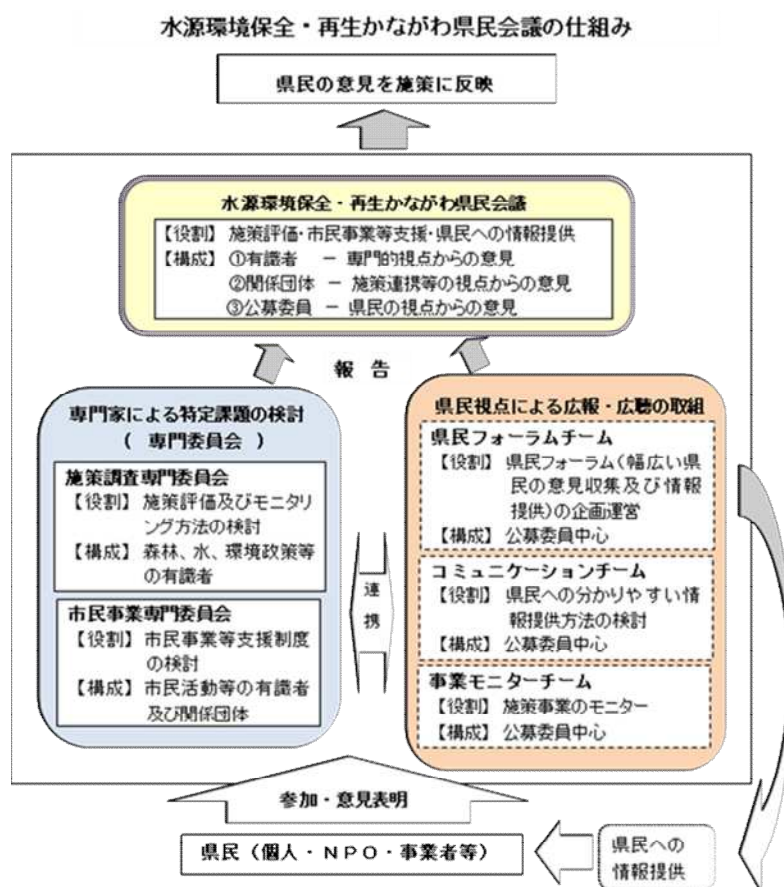 水源環境保全・再生かながわ県民会議の仕組み
県民の意見を施策に反映
水源環境保全・再生かながわ県民会議
【役割】 施策評価・市民事業等支援・県民への情報提供
【構成】 ①有識者 － 専門的視点からの意見
②関係団体 － 施策連携等の視点からの意見
③公募委員 － 県民の視点からの意見
報 告
専門家による特定課題の検討
（ 専門委員会 ）
施策調査専門委員会
【役割】 施策評価及びモニタリ
ング方法の検討
【構成】 森林、水、環境政策等
の有識者
市民事業専門委員会
【役割】 市民事業等支援制度
の検討
【構成】 市民活動等の有識者
及び関係団体
連
携
県民視点による広報・広聴の取組
県民フォーラムチーム
【役割】 県民フォーラム（幅広い県
民の意見収集及び情報
提供）の企画運営
【構成】 公募委員中心
コミュニケーションチーム
【役割】 県民への分かりやすい情
報提供方法の検討
【構成】 公募委員中心
事業モニターチーム
【役割】 施策事業のモニター
【構成】 公募委員中心
参加・意見表明
県民（個人・ＮＰＯ・事業者等）
県民への
情報提供